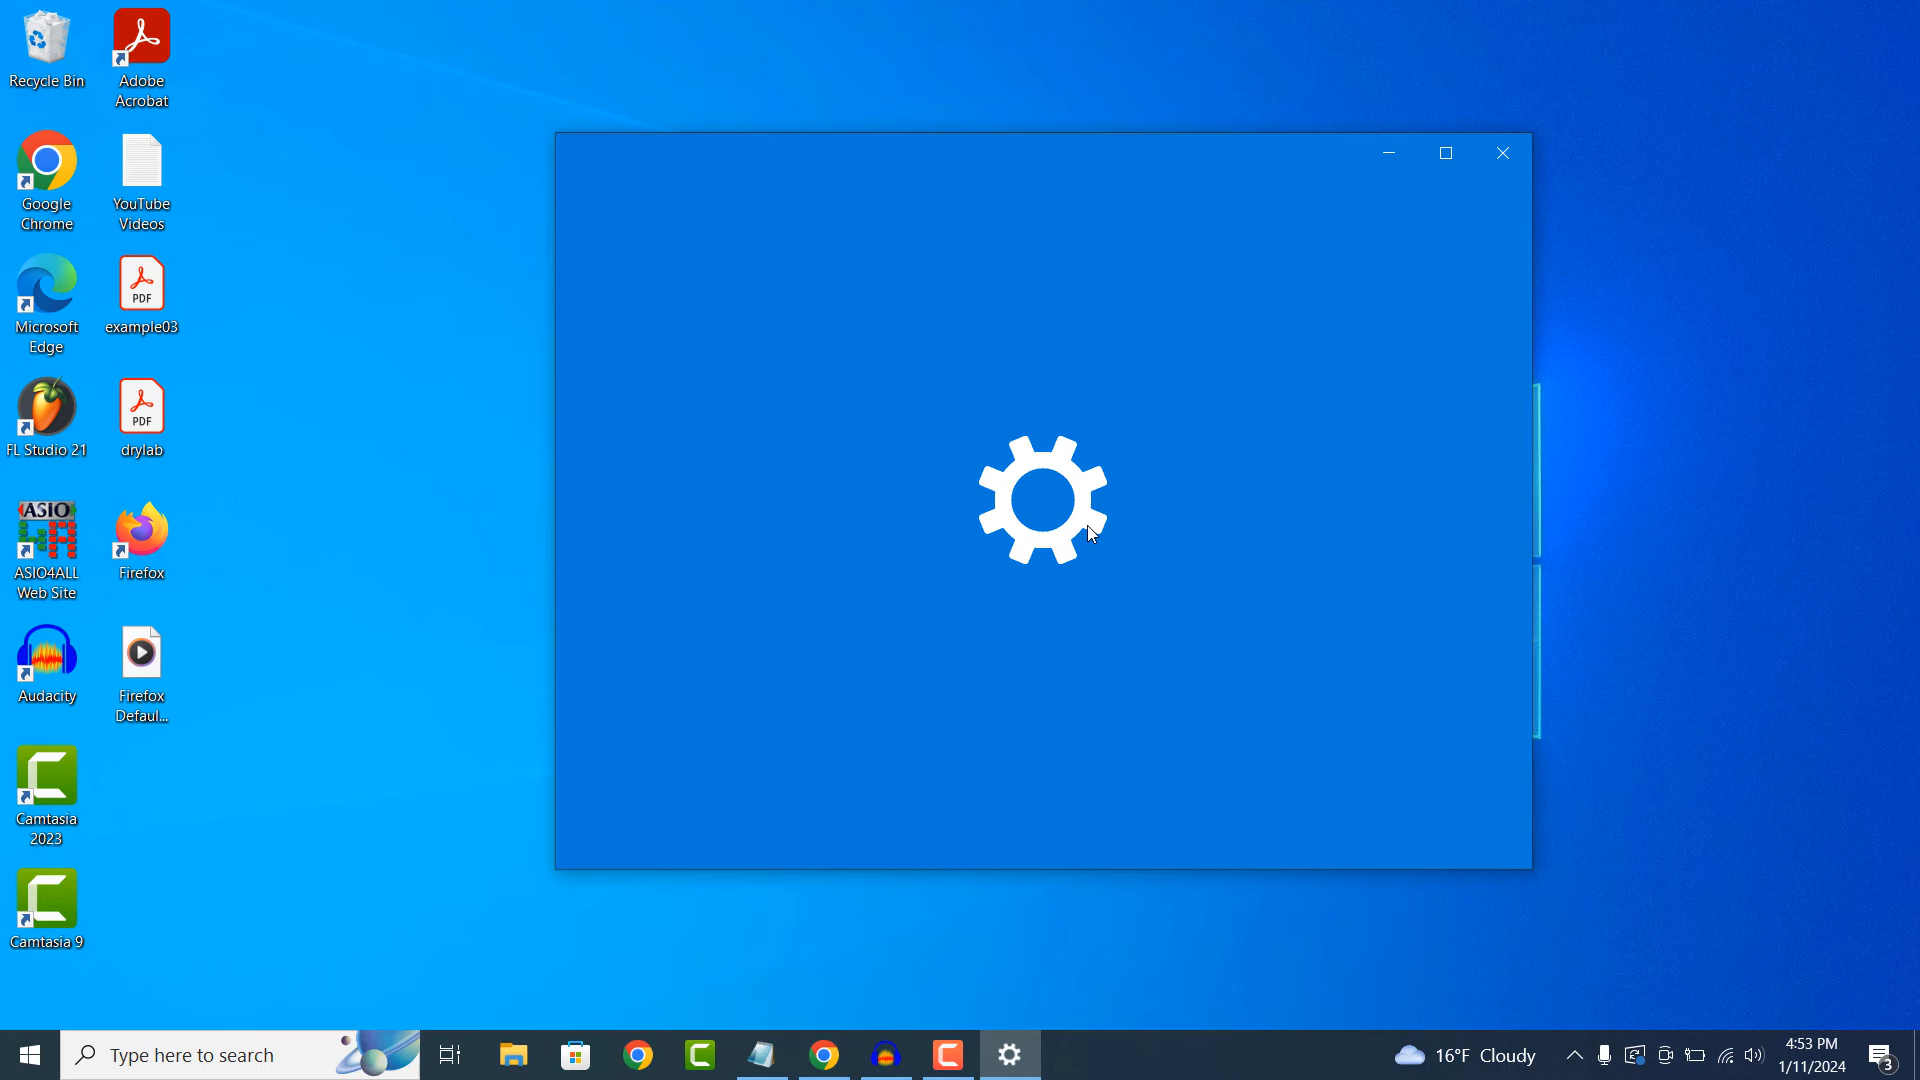 Recycle Bin
Adobe
Acrobat
Google
Chrome
YouTube
Videos
Microsoft
Edge
PDF
example03
FL Studio 21
PDF
drylab
ASIO
ASIO4ALL
Web Site
Firefox
Audacity
Firefox
Defaul...
Camtasia
2023
Camtasia 9
Type here to search
16°F Cloudy
4:53 PM
1/11/2024
3